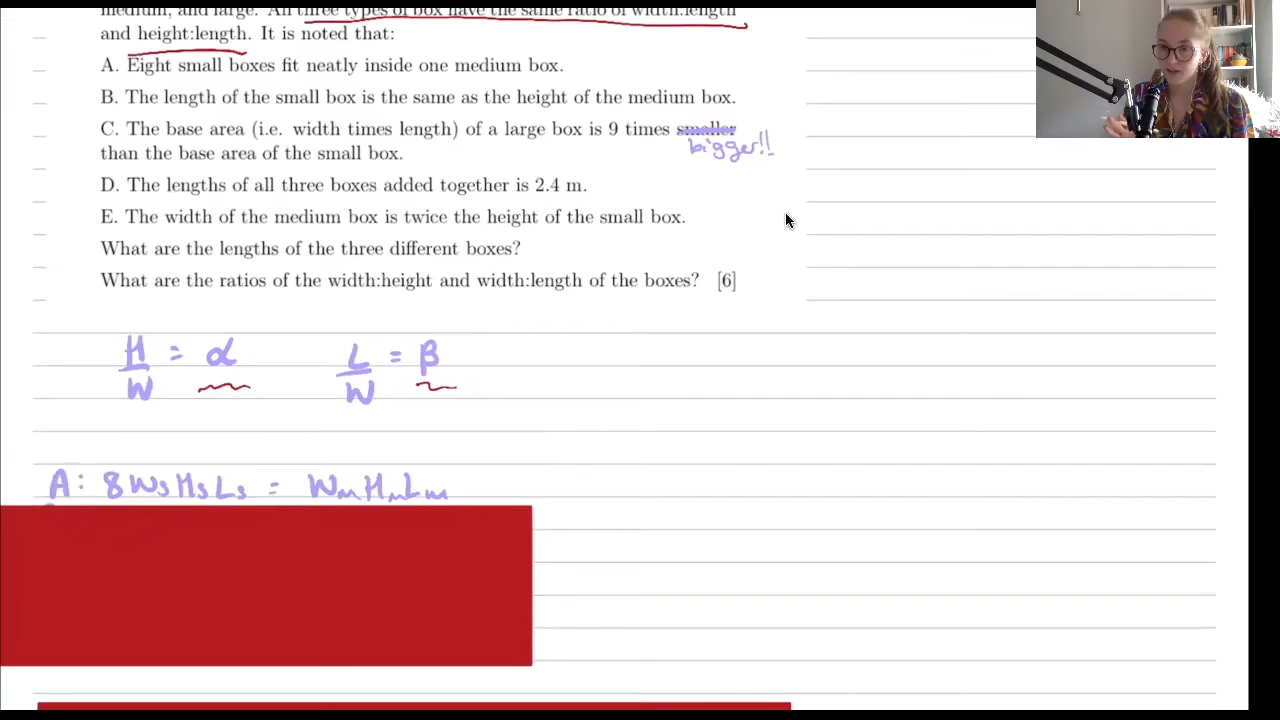 medium, and large. All three types of box have the same ratio of width:length
and height:length. It is noted that:
A. Eight small boxes fit neatly inside one medium box.
B. The length of the small box is the same as the height of the medium box.
C. The base area (i.e. width times length) of a large box is 9 times smaller
bigger!!
than the base area of the small box.
D. The lengths of all three boxes added together is 2.4 m.
E. The width of the medium box is twice the height of the small box.
What are the lengths of the three different boxes?
What are the ratios of the width:height and width:length of the boxes? [6]
H/W = α L/W = β
A: 8 WsHsLs = WmHmLm